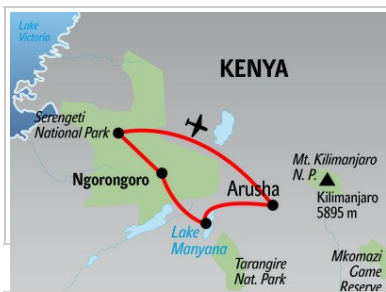 Lake
Victoria
KENYA
Serengeti
National Park
Mt. Kilimanjaro
N. P.
Ngorongoro
Arusha
Kilimanjaro
5895 m
Lake
Manyana
Tarangire
Nat. Park
Mkomazi
Game
Reserve